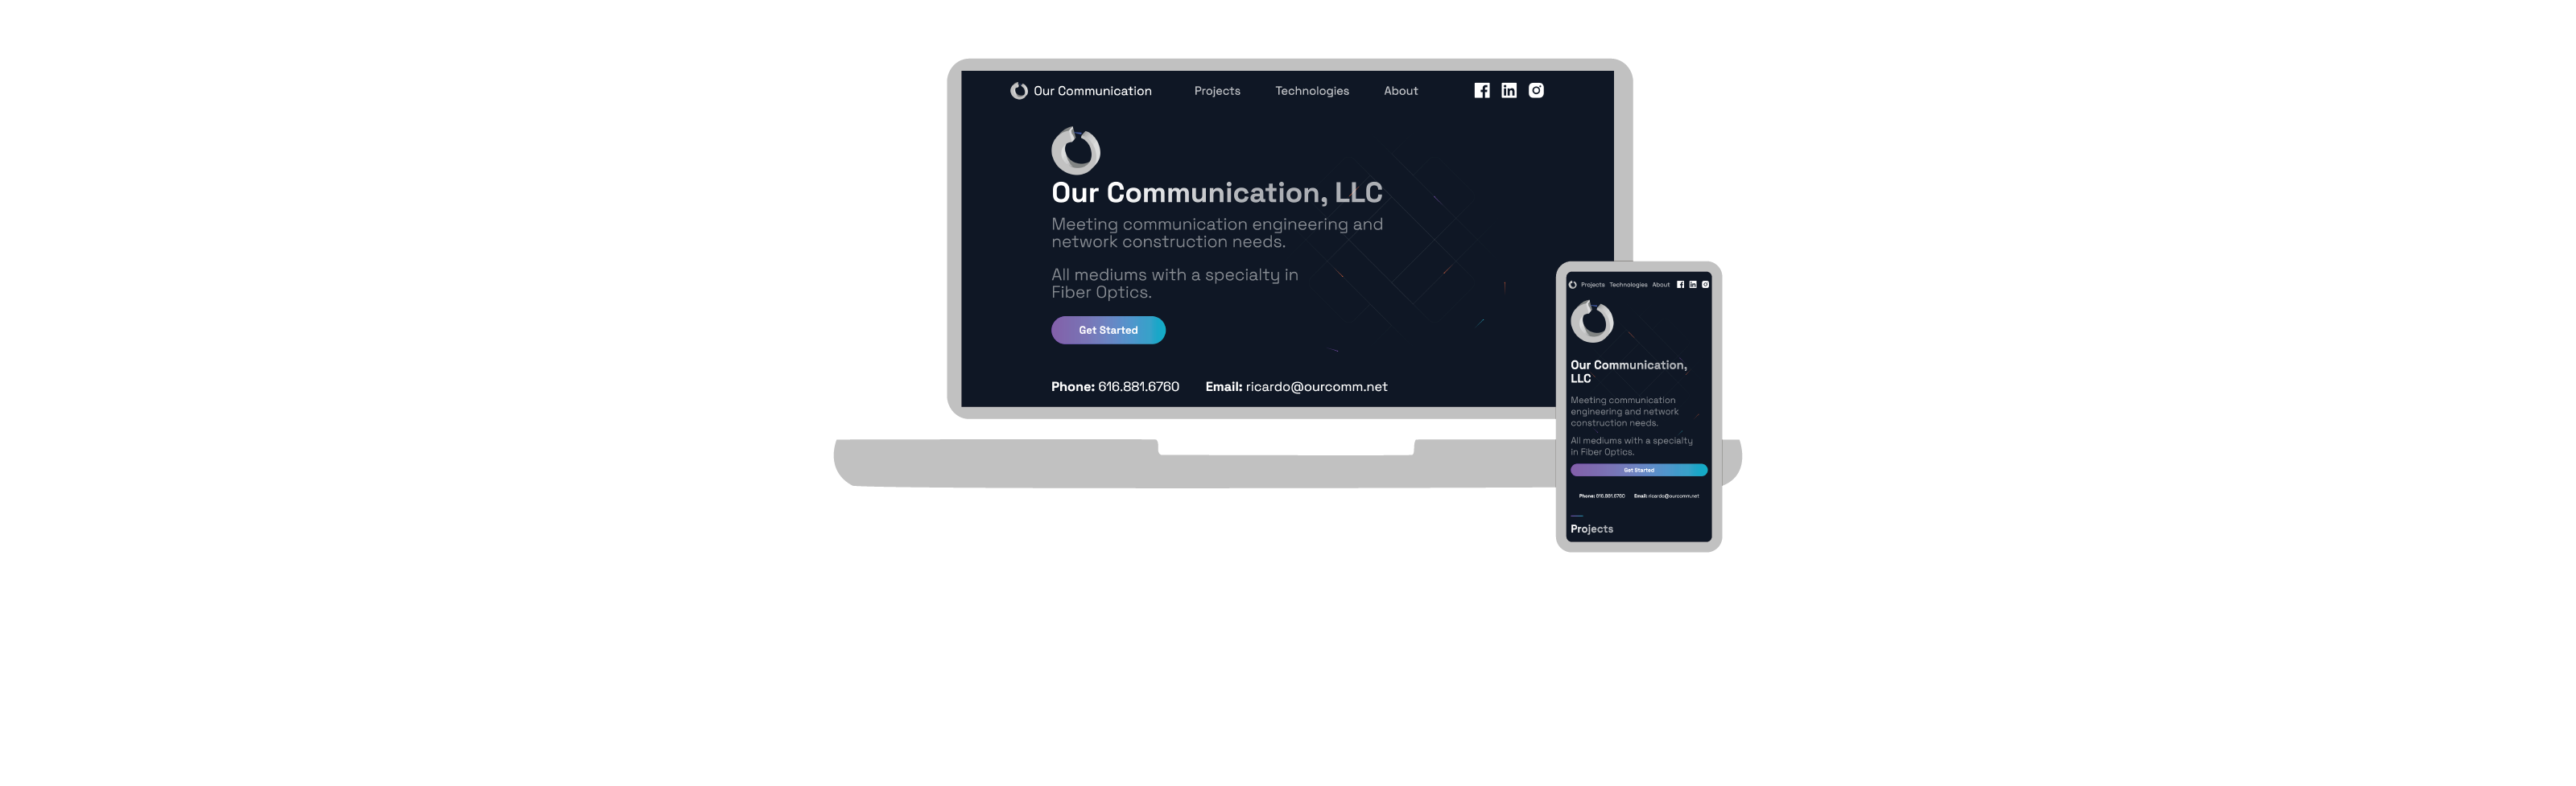 Our Communication Projects Technologies About
Our Communication, LLC
Meeting communication engineering and
network construction needs.
All mediums with a specialty in
Fiber Optics.
Get Started
Phone: 616.881.6760 Email: ricardo@ourcomm.net
Projects Technologies About
Our Communication,
LLC
Meeting communication
engineering and network
construction needs.
All mediums with a specialty
in Fiber Optics.
Get Started
Phone: 616.881.6760 Email: ricardo@ourcomm.net
Projects